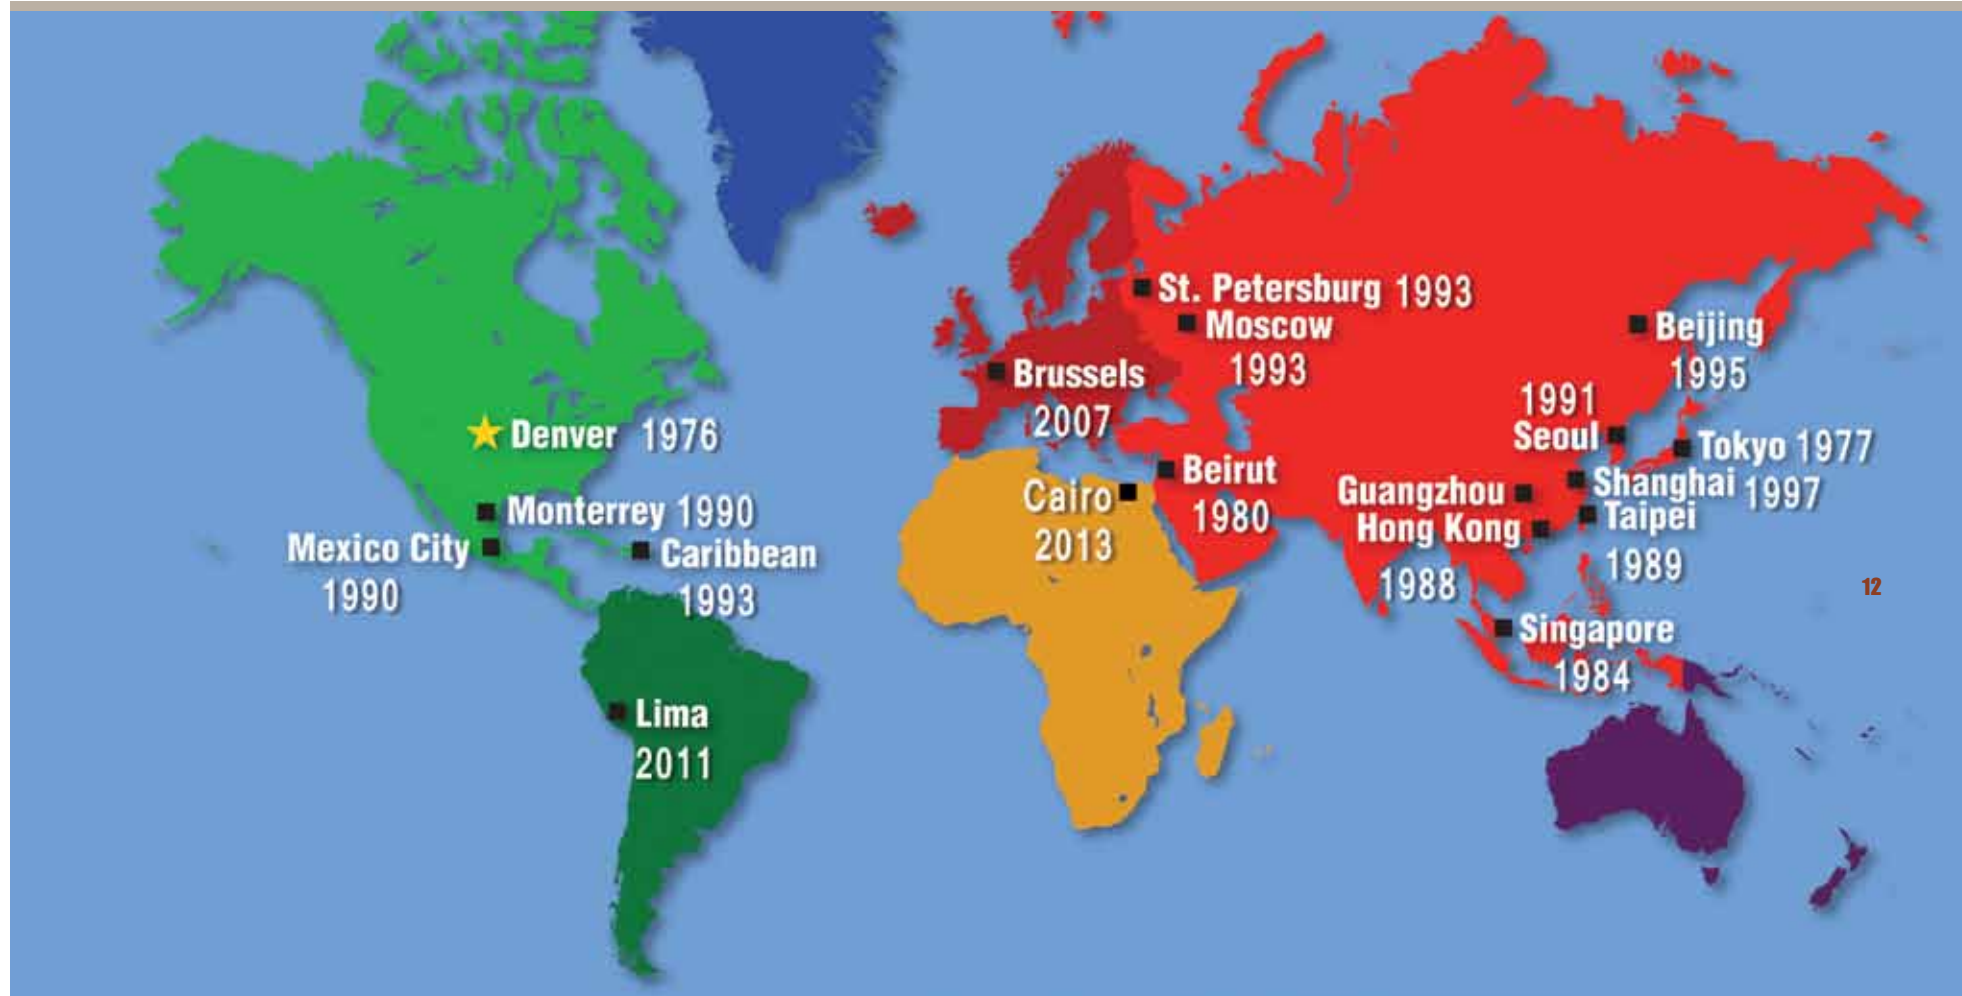 St. Petersburg 1993
Moscow
1993
Beijing
1995
Brussels
2007
1991
Seoul
Denver 1976
Tokyo 1977
Beirut
1980
Cairo
2013
Guangzhou
Hong Kong
1988
Shanghai
1997
Taipei
1989
Monterrey 1990
Mexico City
1990
Caribbean
1993
12
Singapore
1984
Lima
2011